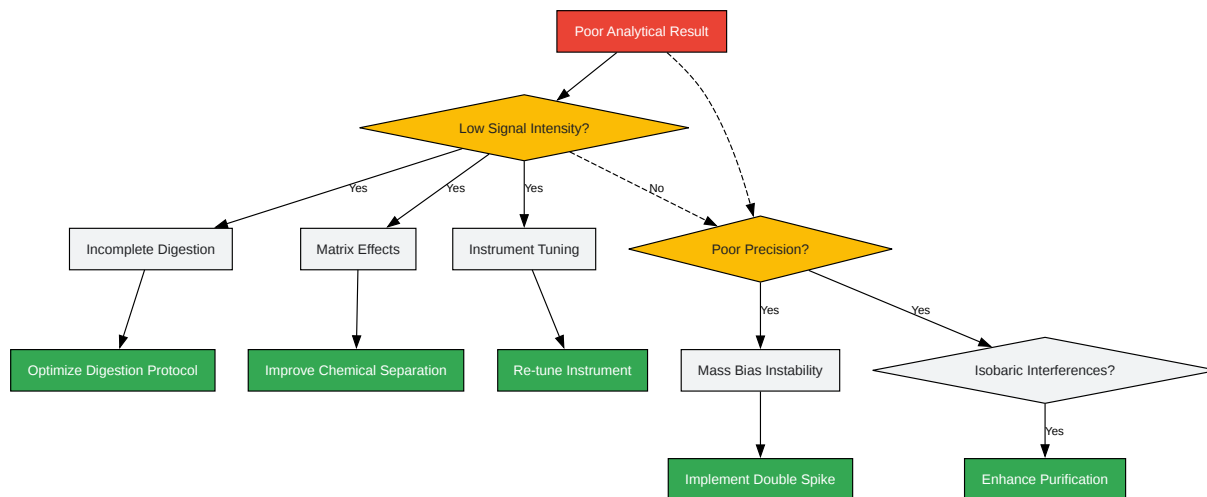 Poor Analytical Result
Low Signal Intensity?
Yes
Yes
Yes
No
Incomplete Digestion
Matrix Effects
Instrument Tuning
Poor Precision?
Yes
Yes
Optimize Digestion Protocol
Improve Chemical Separation
Re-tune Instrument
Mass Bias Instability
Isobaric Interferences?
Yes
Implement Double Spike
Enhance Purification